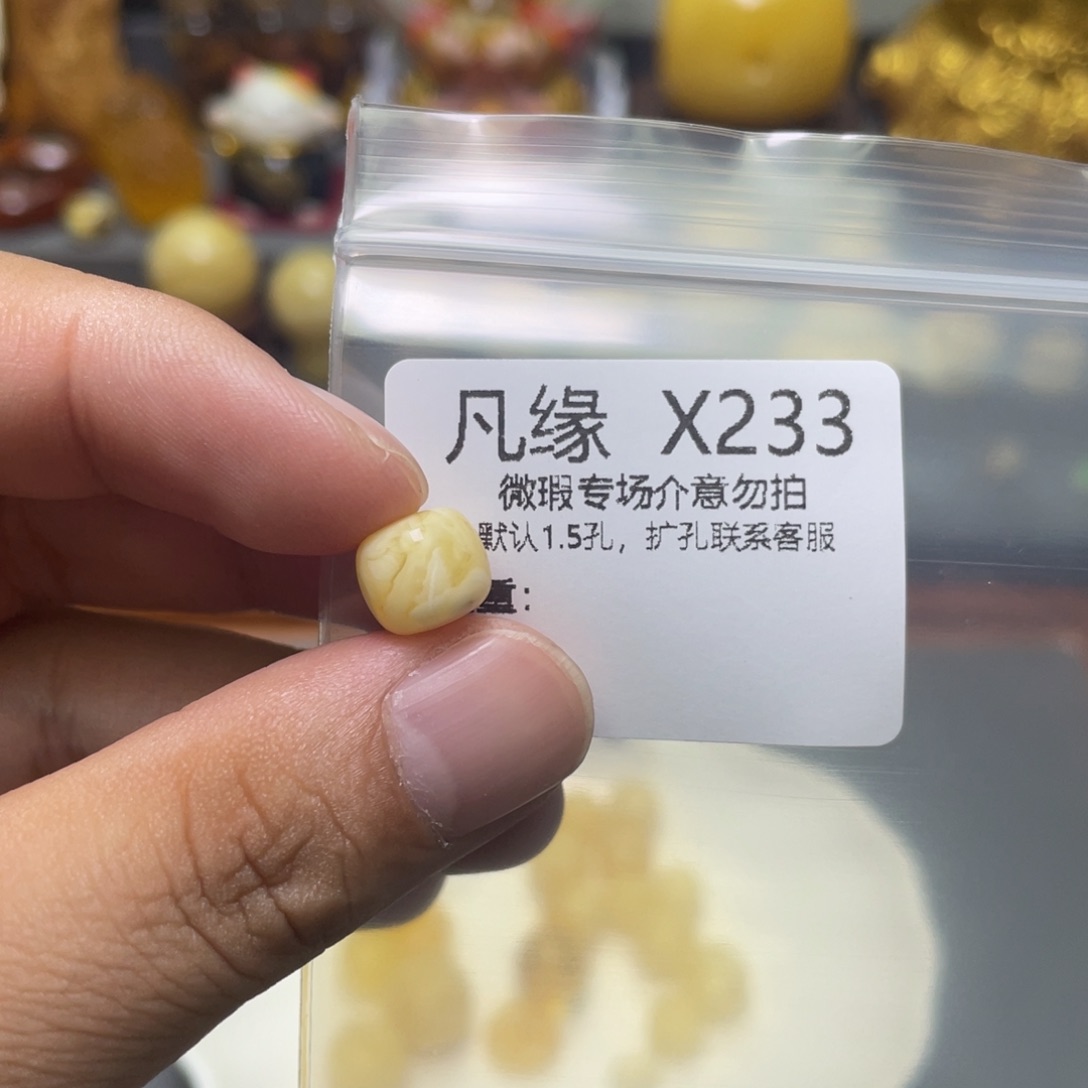 凡缘 X233
微瑕专场介意勿拍
默认1.5孔，扩孔联系客服
重：